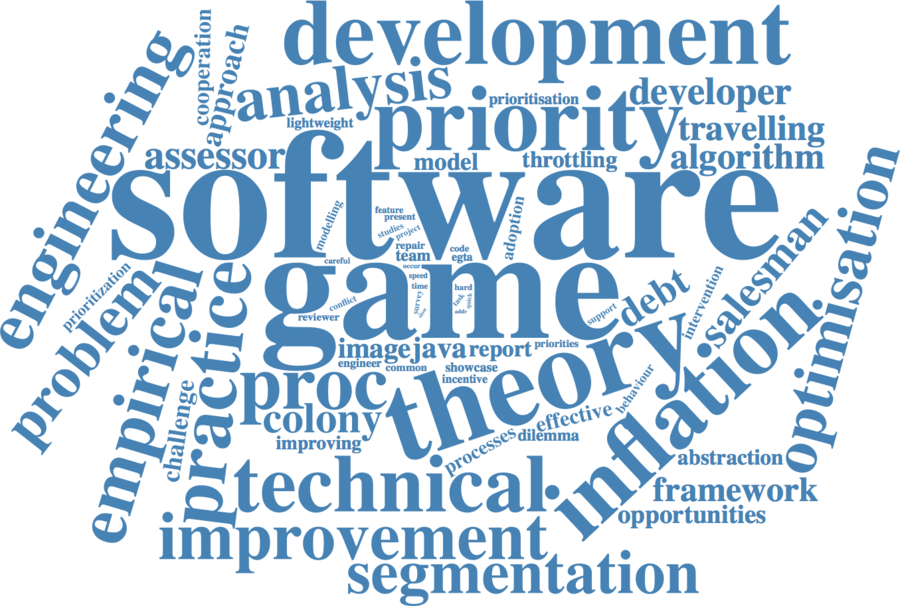 development
cooperation
approach
engineering
analysis
prioritisation
developer
lightweight
priority
travelling
assessor
model
throttling
algorithm
software
modelling
feature
present
studies
project
adoption
repair
code
team
egta
careful
occur
speed
game
time
hard
survey
task
quick
conflict
reviewer
support
debt
intervention
salesman
optimisation
prioritization
problem
empirical
practice
image
java
report
priorities
engineer
common
showcase
incentive
behaviour
proc
theory
inflation
colony
effective
challenge
improving
processes
dilemma
abstraction
technical
framework
opportunities
improvement
segmentation